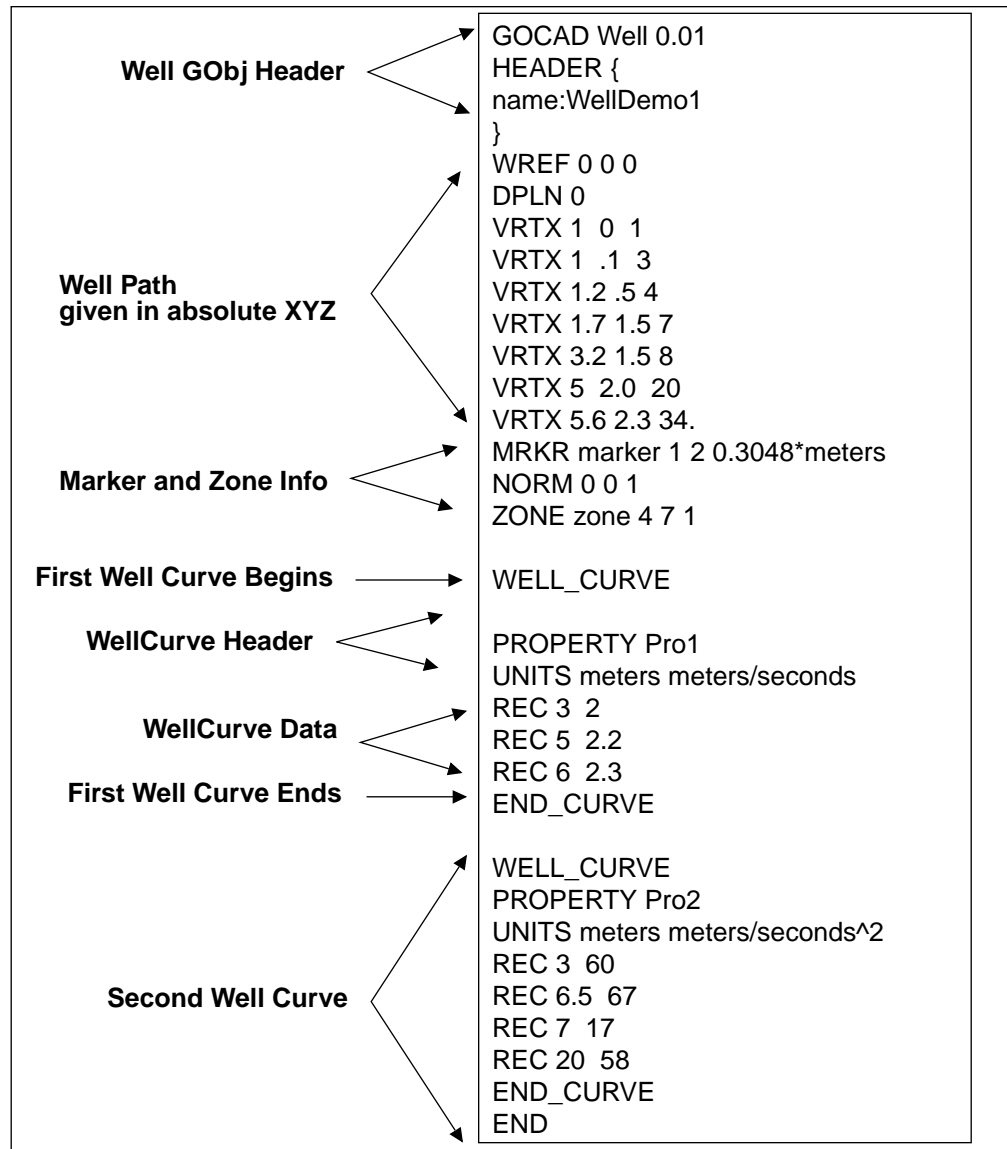 Well GObj Header
GOCAD Well 0.01
HEADER {
name:WellDemo1
}
Well Path
given in absolute XYZ
WREF 0 0 0
DPLN 0
VRTX 1 0 1
VRTX 1 .1 3
VRTX 1.2 .5 4
VRTX 1.7 1.5 7
VRTX 3.2 1.5 8
VRTX 5 2.0 20
VRTX 5.6 2.3 34.
Marker and Zone Info
MRKR marker 1 2 0.3048*meters
NORM 0 0 1
ZONE zone 4 7 1
First Well Curve Begins
WELL_CURVE
WellCurve Header
PROPERTY Pro1
UNITS meters meters/seconds
WellCurve Data
REC 3 2
REC 5 2.2
REC 6 2.3
First Well Curve Ends
END_CURVE
Second Well Curve
WELL_CURVE
PROPERTY Pro2
UNITS meters meters/seconds^2
REC 3 60
REC 6.5 67
REC 7 17
REC 20 58
END_CURVE
END